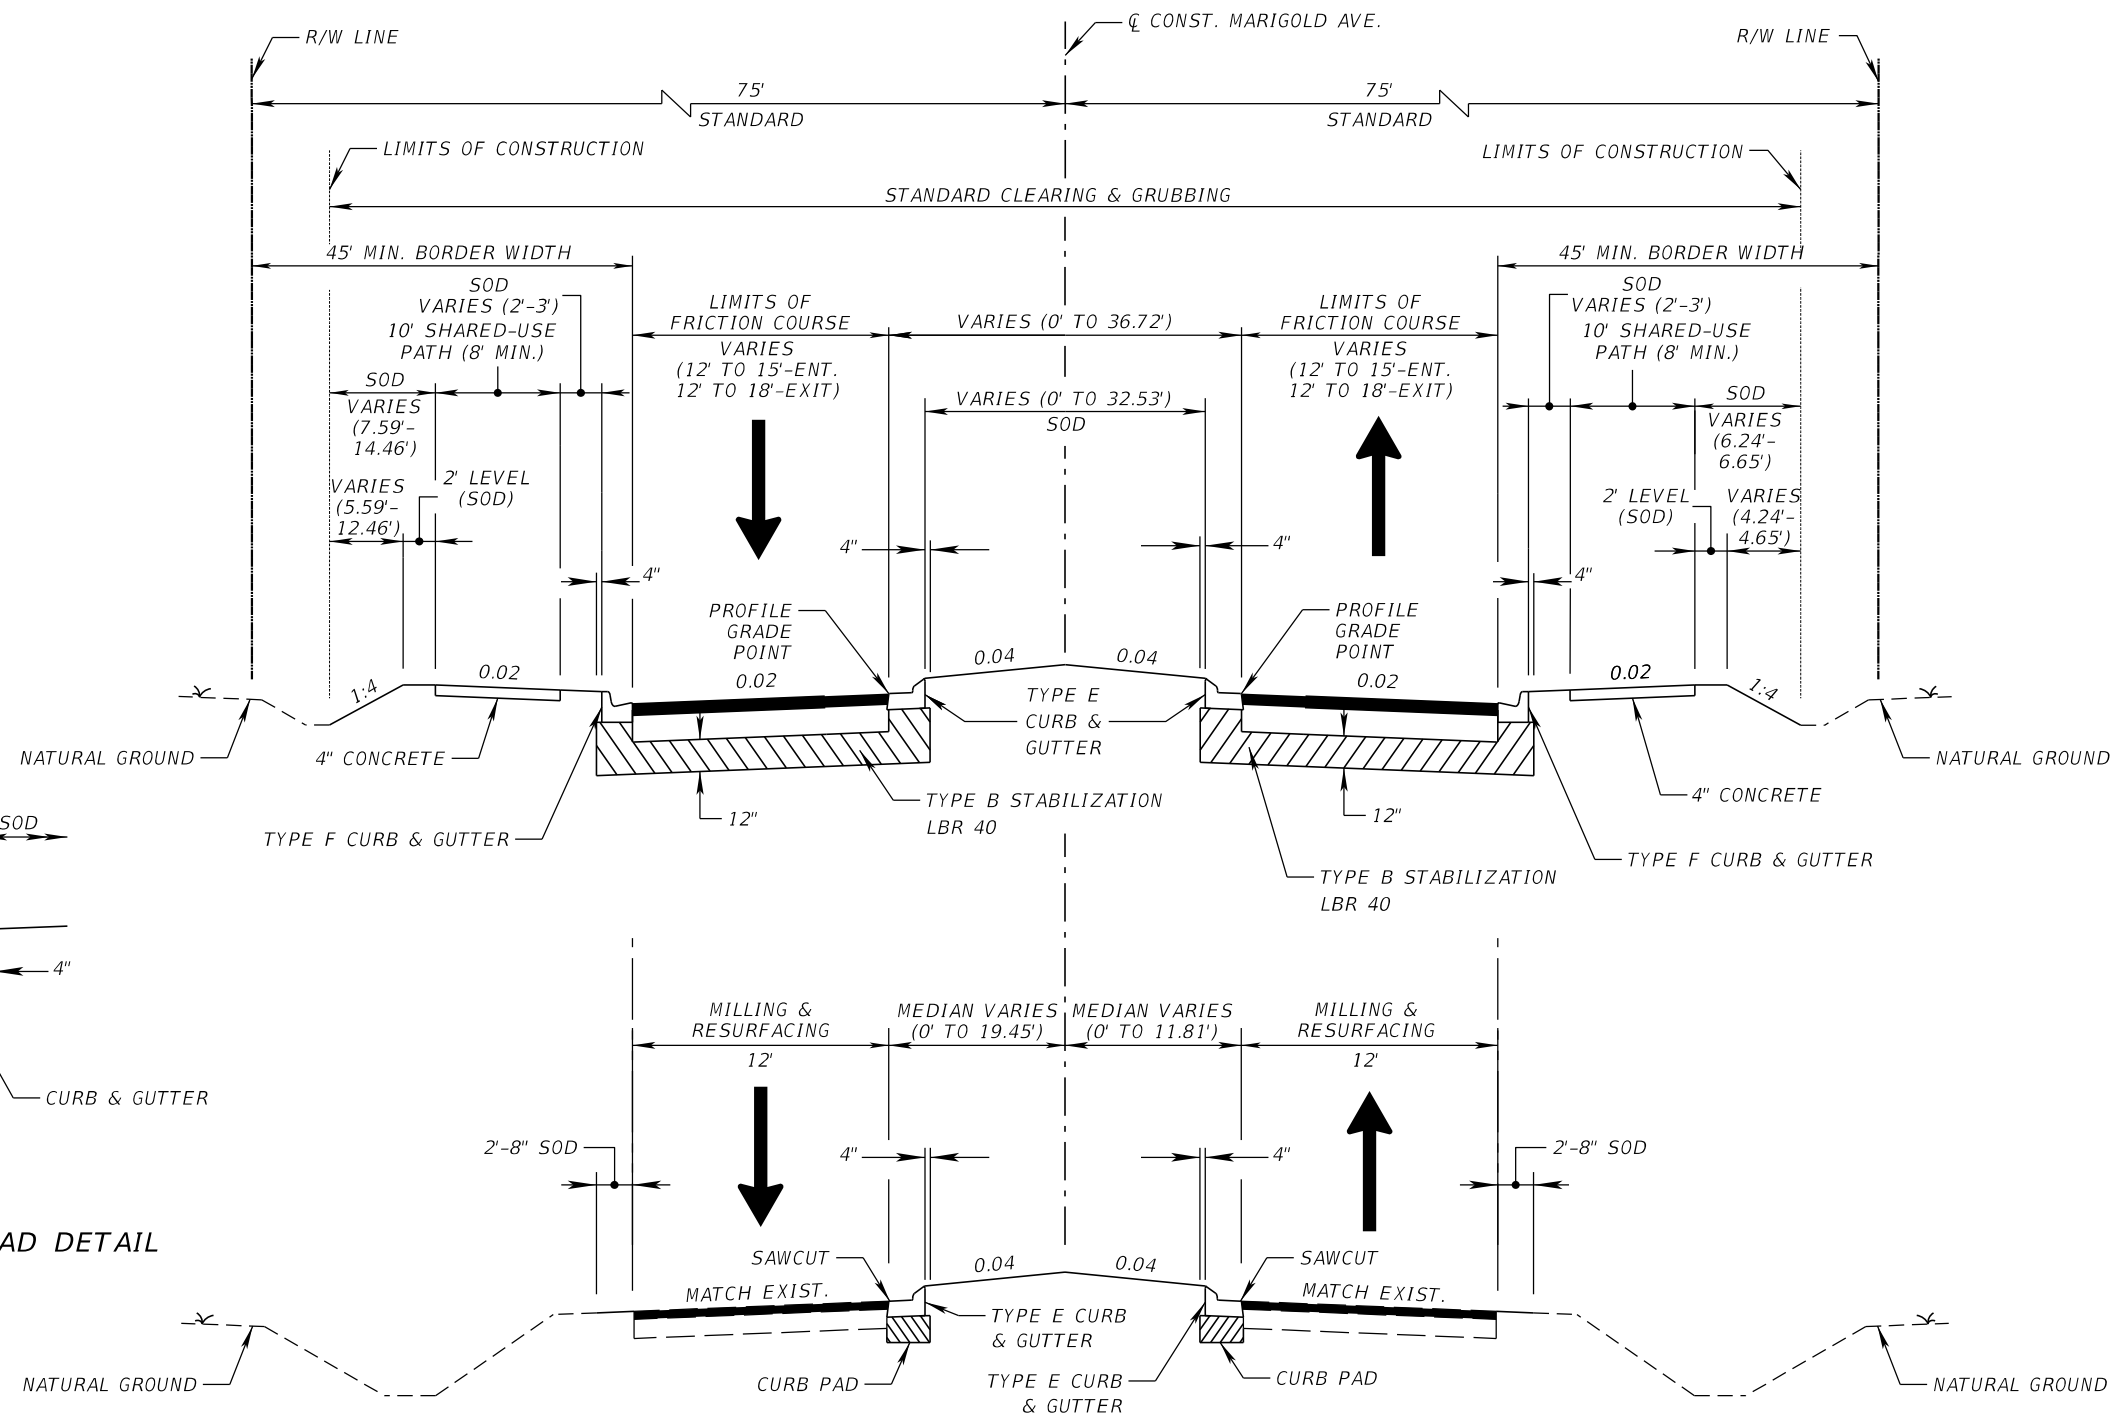 ℄ CONST. MARIGOLD AVE.
R/W LINE
R/W LINE
75'
STANDARD
75'
STANDARD
LIMITS OF CONSTRUCTION
LIMITS OF CONSTRUCTION
STANDARD CLEARING & GRUBBING
45' MIN. BORDER WIDTH
45' MIN. BORDER WIDTH
SOD
VARIES (2'-3')
10' SHARED-USE
PATH (8' MIN.)
LIMITS OF
FRICTION COURSE
VARIES
(12' TO 15'-ENT.
12' TO 18'-EXIT)
VARIES (0' TO 36.72')
VARIES (0' TO 32.53')
SOD
LIMITS OF
FRICTION COURSE
VARIES
(12' TO 15'-ENT.
12' TO 18'-EXIT)
SOD
VARIES (2'-3')
10' SHARED-USE
PATH (8' MIN.)
SOD
VARIES
(7.59'-
14.46')
SOD
VARIES
(6.24'-
6.65')
VARIES
(5.59'-
12.46')
2' LEVEL
(SOD)
2' LEVEL
(SOD)
VARIES
(4.24'-
4.65')
4"
4"
4"
4"
PROFILE
GRADE
POINT
PROFILE
GRADE
POINT
1:4
0.02
0.02
0.04
0.04
0.02
0.02
1:4
TYPE E
CURB &
GUTTER
NATURAL GROUND
4" CONCRETE
NATURAL GROUND
4" CONCRETE
TYPE B STABILIZATION
LBR 40
12"
12"
SOD
TYPE F CURB & GUTTER
TYPE F CURB & GUTTER
TYPE B STABILIZATION
LBR 40
4"
MILLING &
RESURFACING
12'
MEDIAN VARIES
(0' TO 19.45')
MEDIAN VARIES
(0' TO 11.81')
MILLING &
RESURFACING
12'
CURB & GUTTER
2'-8" SOD
4"
4"
2'-8" SOD
AD DETAIL
SAWCUT
0.04
0.04
SAWCUT
MATCH EXIST.
MATCH EXIST.
TYPE E CURB
& GUTTER
NATURAL GROUND
CURB PAD
TYPE E CURB
& GUTTER
CURB PAD
NATURAL GROUND